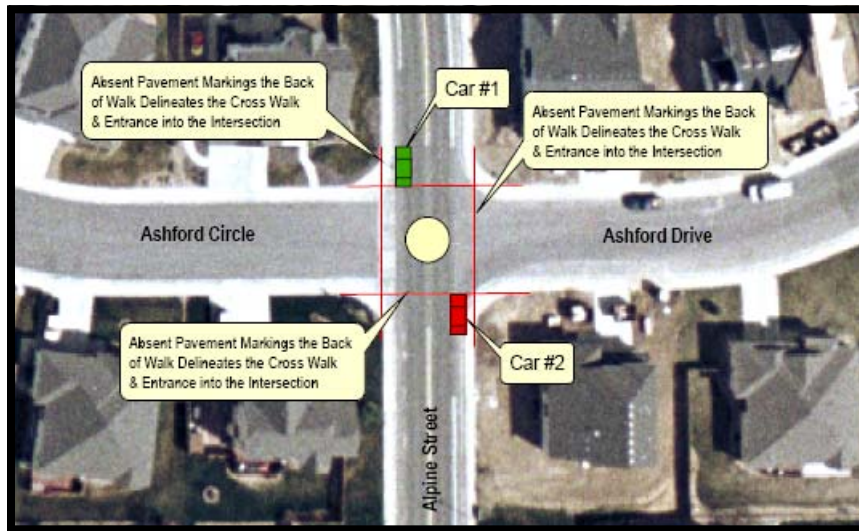 Absent Pavement Markings the Back
of Walk Delineates the Cross Walk
& Entrance into the Intersection
Car #1
Absent Pavement Markings the Back
of Walk Delineates the Cross Walk
& Entrance into the Intersection
Ashford Circle
Ashford Drive
Absent Pavement Markings the Back
of Walk Delineates the Cross Walk
& Entrance into the Intersection
Car #2
Alpine Street